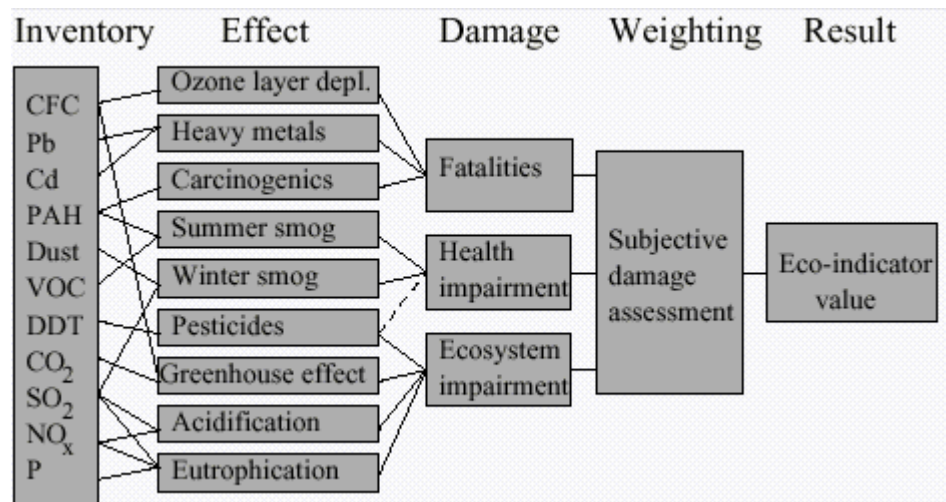 Inventory Effect Damage Weighting Result
CFC
Pb
Cd
PAH
Dust
VOC
DDT
CO₂
SO₂
NOₓ
P
Ozone layer depl.
Heavy metals
Carcinogenics
Summer smog
Winter smog
Pesticides
Greenhouse effect
Acidification
Eutrophication
Fatalities
Health
impairment
Ecosystem
impairment
Subjective
damage
assessment
Eco-indicator
value